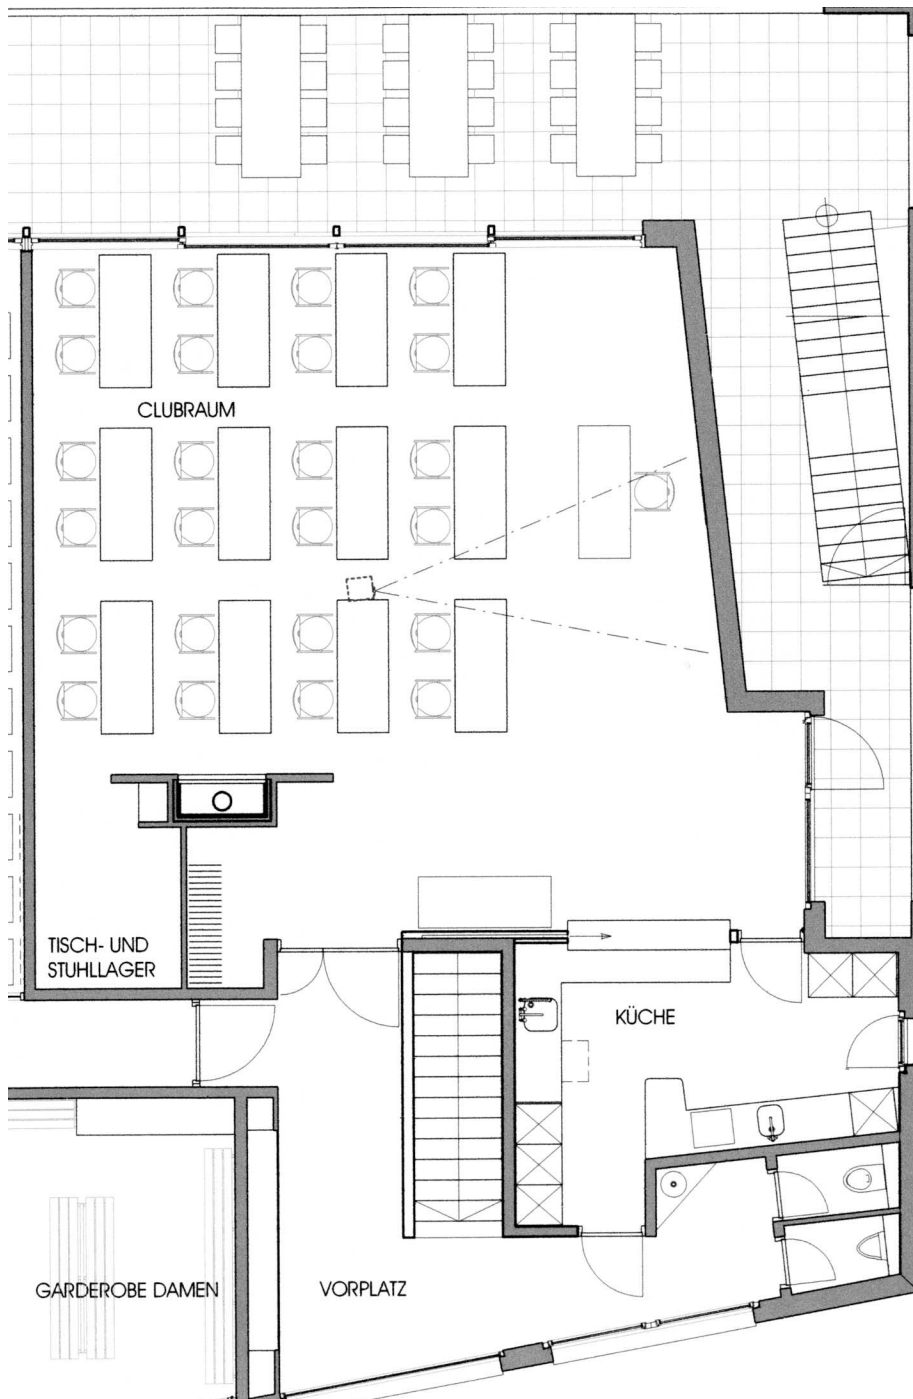 CLUBRAUM
TISCH- UND
STUHLLAGER
KÜCHE
GARDEROBE DAMEN
VORPLATZ